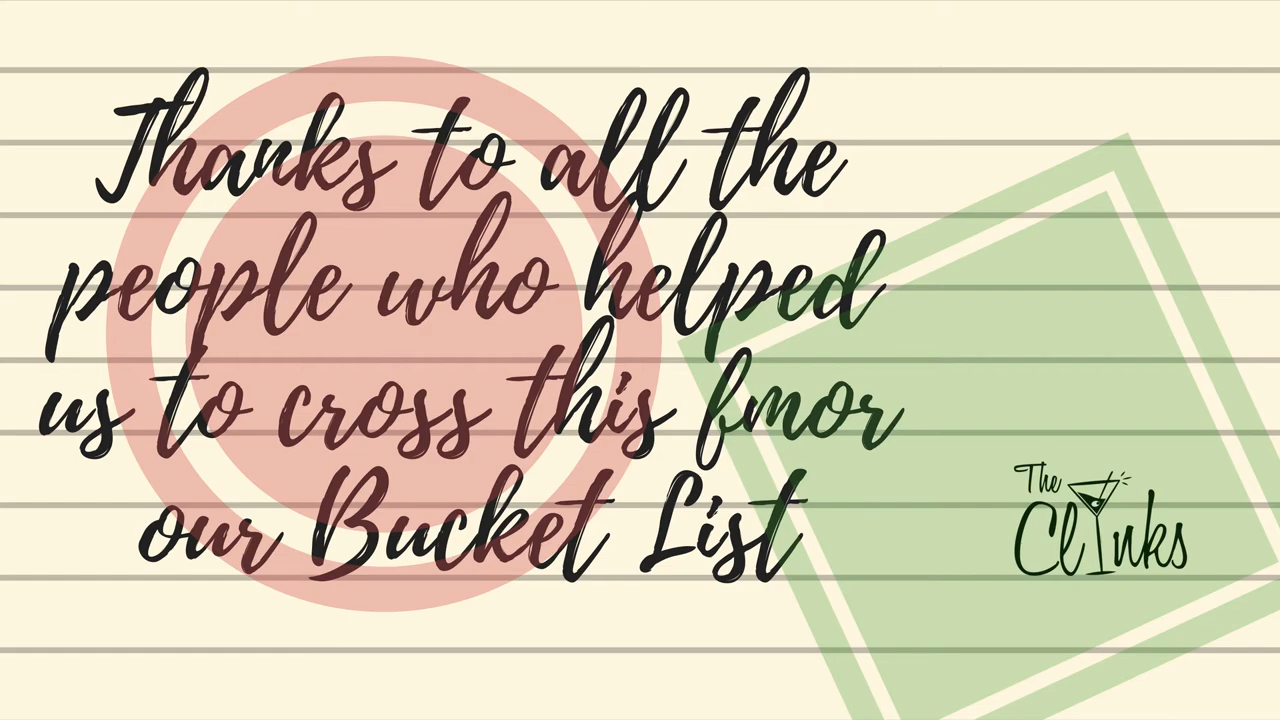 Thanks to all the
people who helped
us to cross this fmor
our Bucket List
The
Clinks